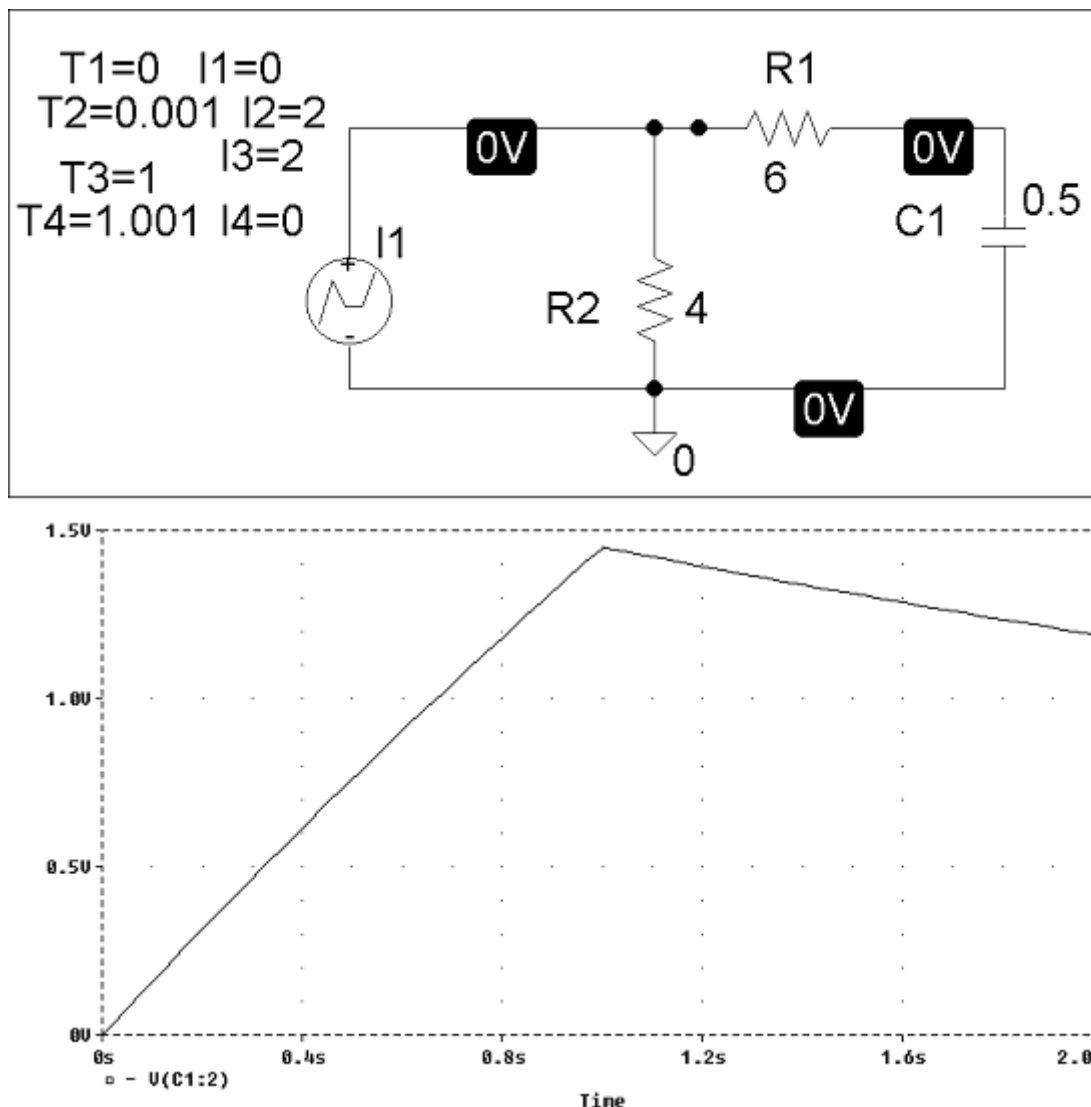 T1=0 I1=0
T2=0.001 I2=2
I3=2
T3=1
T4=1.001 I4=0
R1
0V
0V
6
0.5
C1
I1
+
R2
4
-
0V
0
1.5V
1.0V
0.5V
0V
0s
0.4s
0.8s
1.2s
1.6s
2.0
- V(C1:2)
Time